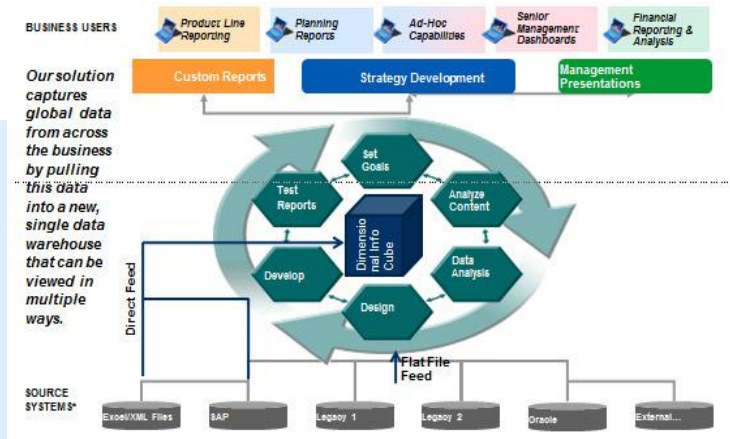 BUSINESS USERS
Product Line
Reporting
Planning
Reports
Ad-Hoc
Capabilities
Senior
Management
Dashboards
Financial
Reporting &
Analysis
Custom Reports
Strategy Development
Management
Presentations
Our solution
captures
global data
from across
the business
by pulling
this data
into a new,
single data
warehouse
that can be
viewed in
multiple
ways.
Set
Goals
Test
Reports
Analyze
Content
Dimensio
nal Info
Cube
Develop
Data
Analysis
Design
Direct Feed
Flat File
Feed
SOURCE
SYSTEMS*
Excel/XML Files
SAP
Legacy 1
Legacy 2
Oracle
External...